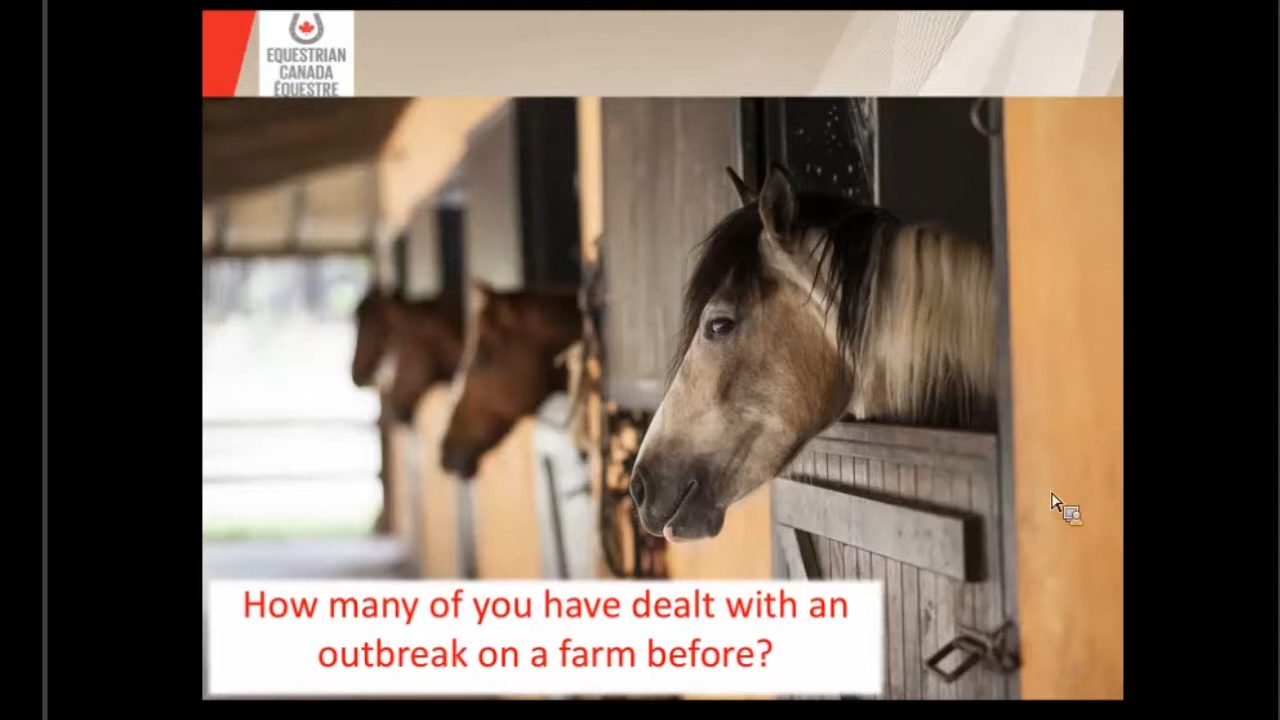 EQUESTRIAN
CANADA
ÉQUESTRE
How many of you have dealt with an
outbreak on a farm before?